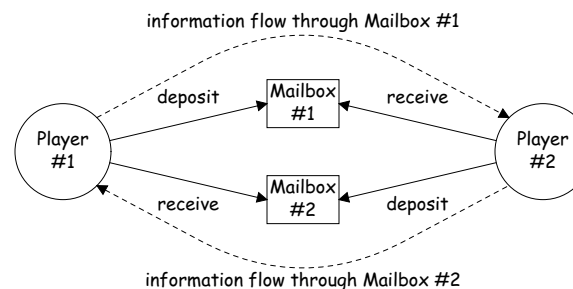 information flow through Mailbox #1
deposit
Mailbox
#1
receive
Player
#1
Player
#2
receive
Mailbox
#2
deposit
information flow through Mailbox #2